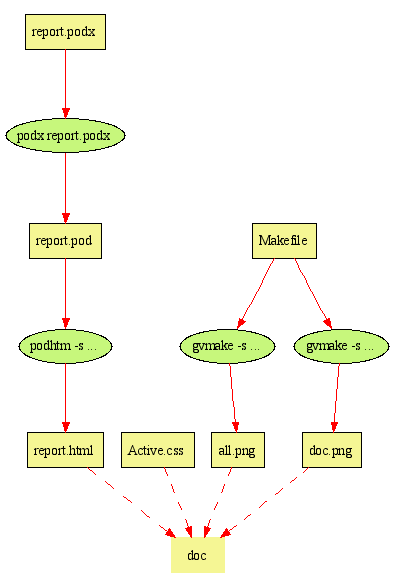 report.podx
podx report.podx
report.pod
Makefile
podhtm -s ...
gvmake -s ...
gvmake -s ...
report.html
Active.css
all.png
doc.png
doc